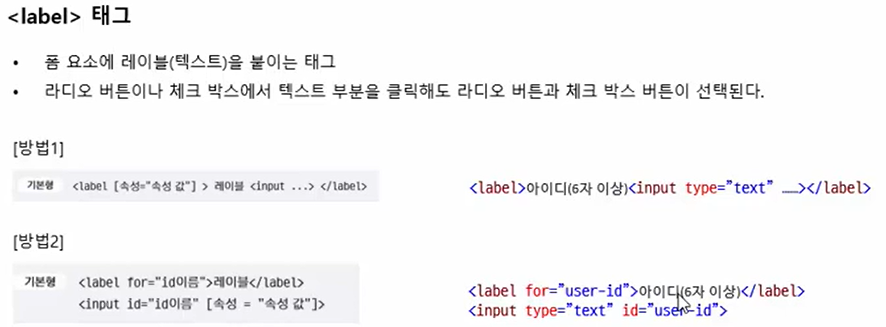 <label> 태그
• 폼 요소에 레이블(텍스트)을 붙이는 태그
• 라디오 버튼이나 체크 박스에서 텍스트 부분을 클릭해도 라디오 버튼과 체크 박스 버튼이 선택된다.
[방법1]
기본형 <label [속성="속성 값"] > 레이블 <input ...> </label>
<label>아이디(6자 이상)<input type=”text” ……></label>
[방법2]
기본형 <label for="id이름">레이블</label>
<input id="id이름" [속성 = "속성 값"]>
<label for=”user-id”>아이디(6자 이상)</label>
<input type=”text” id=”user-id”>